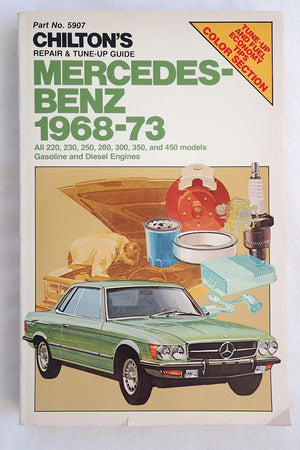 Part No. 5907
CHILTON'S
REPAIR & TUNE-UP GUIDE
MERCEDES-
BENZ
1968-73
All 220, 230, 250, 280, 300, 350, and 450 models
Gasoline and Diesel Engines
TUNE-UP
AND FUEL
ECONOMY
TIPS
COLOR SECTION